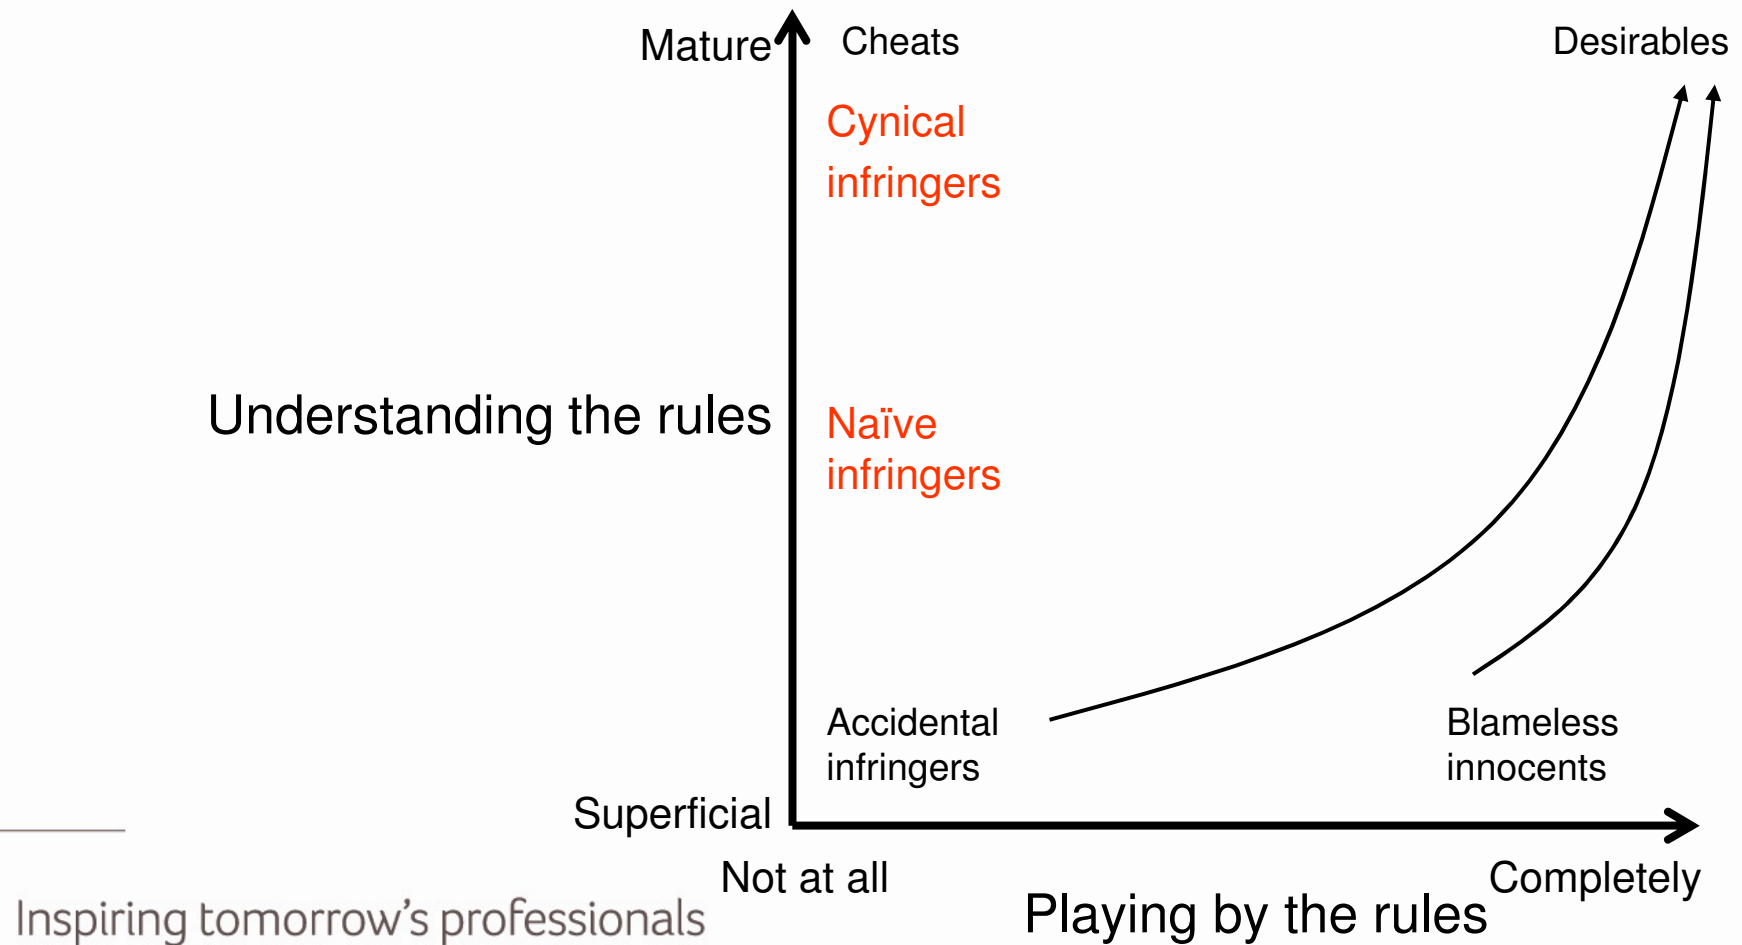 Mature
Cheats
Desirables
Cynical
infringers
Understanding the rules
Naïve
infringers
Accidental
infringers
Blameless
innocents
Superficial
Not at all
Completely
Playing by the rules
Inspiring tomorrow's professionals